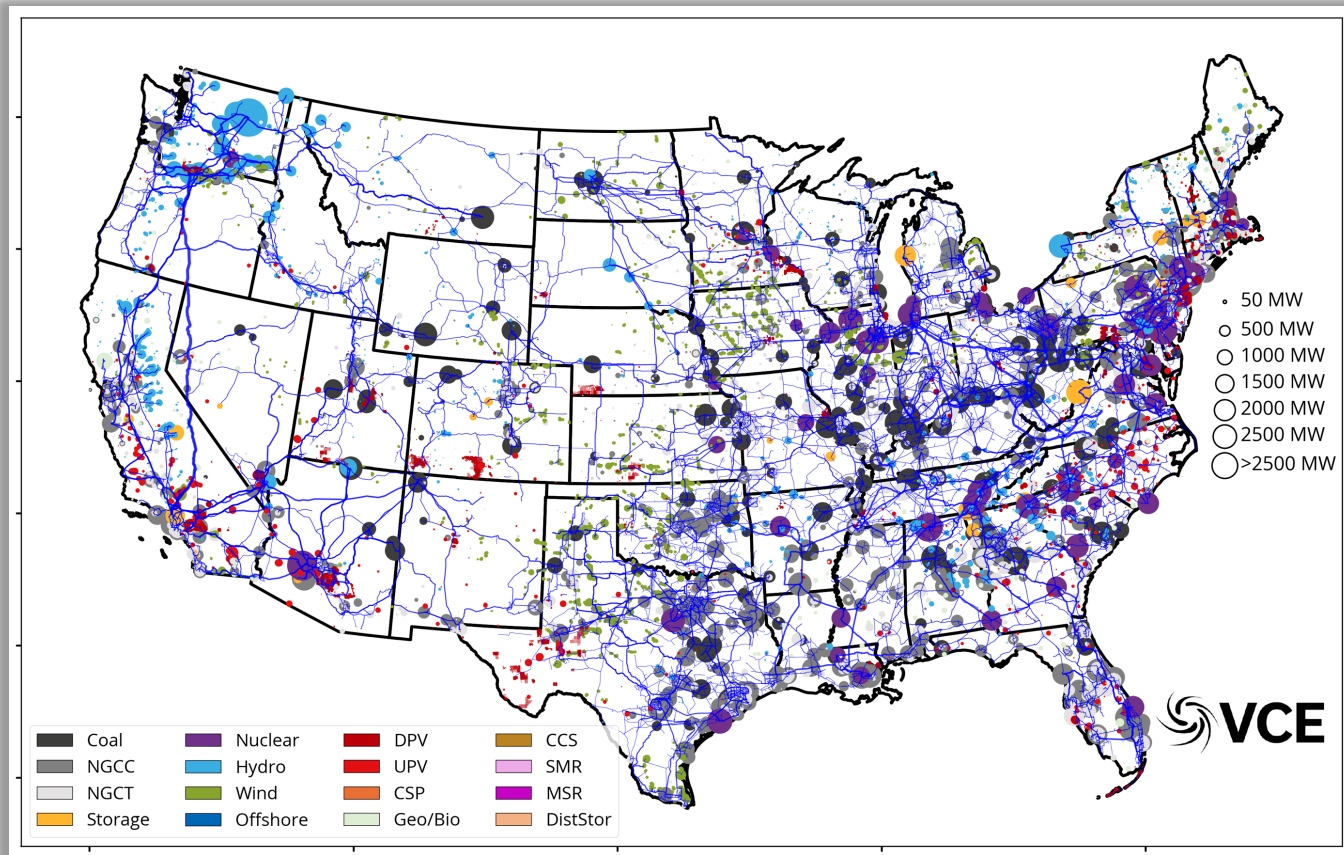 50 MW
500 MW
1000 MW
1500 MW
2000 MW
2500 MW
>2500 MW
VCE
Coal Nuclear DPV CCS
NGCC Hydro UPV SMR
NGCT Wind CSP MSR
Storage Offshore Geo/Bio DistStor